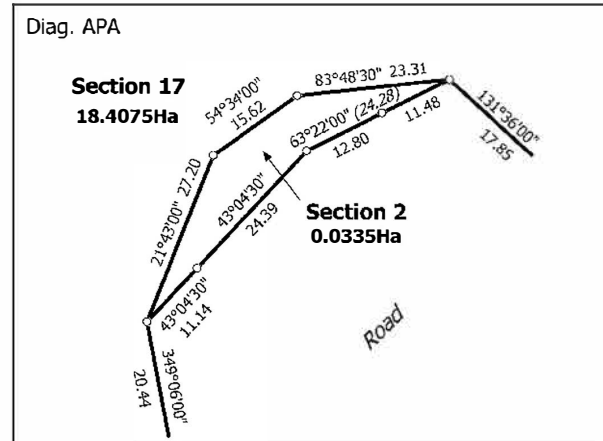 Diag. APA
Section 17
18.4075Ha
54°34'00"
15.62
83°48'30" 23.31
63°22'00" (24.28)
12.80
11.48
131°36'00"
17.85
21°43'00" 27.20
43°04'30"
24.39
Section 2
0.0335Ha
43°04'30"
11.14
349°06'00"
20.44
Road